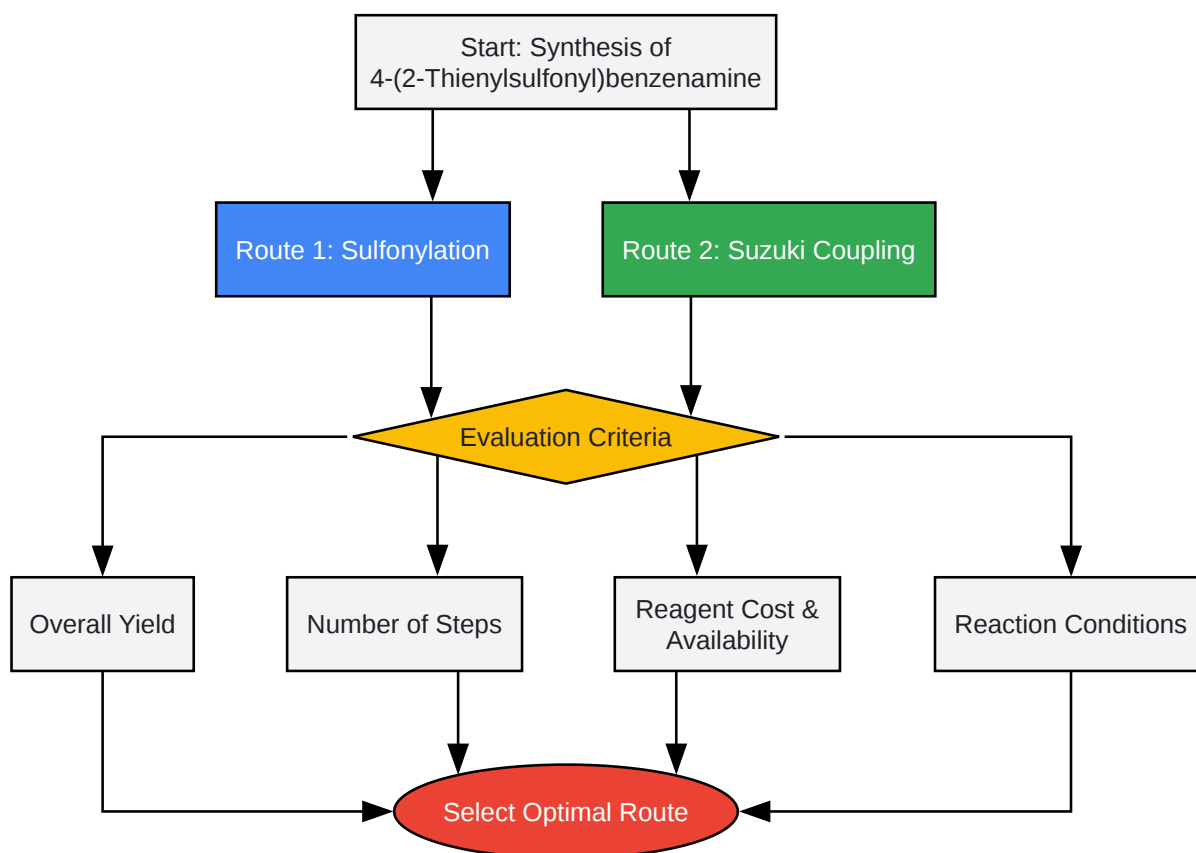 Start: Synthesis of
4-(2-Thienylsulfonyl)benzenamine
Route 1: Sulfonylation
Route 2: Suzuki Coupling
Evaluation Criteria
Overall Yield
Number of Steps
Reagent Cost &
Availability
Reaction Conditions
Select Optimal Route